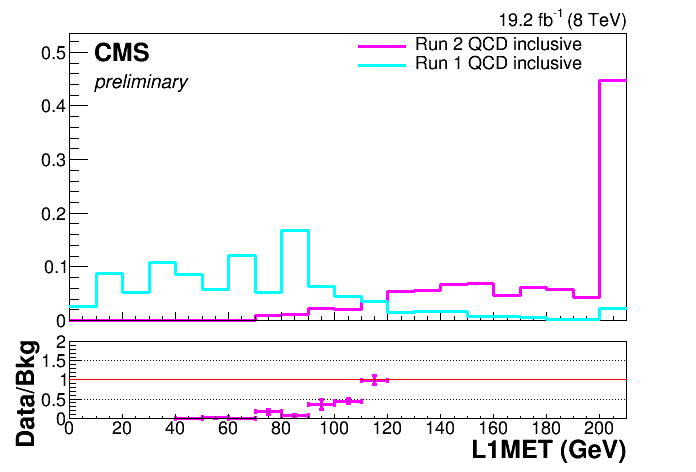 19.2 fb⁻¹ (8 TeV)
CMS
preliminary
Run 2 QCD inclusive
Run 1 QCD inclusive
0.5
0.4
0.3
0.2
0.1
0
Data/Bkg
2
1.5
1
0.5
0
0 20 40 60 80 100 120 140 160 180 200
L1MET (GeV)